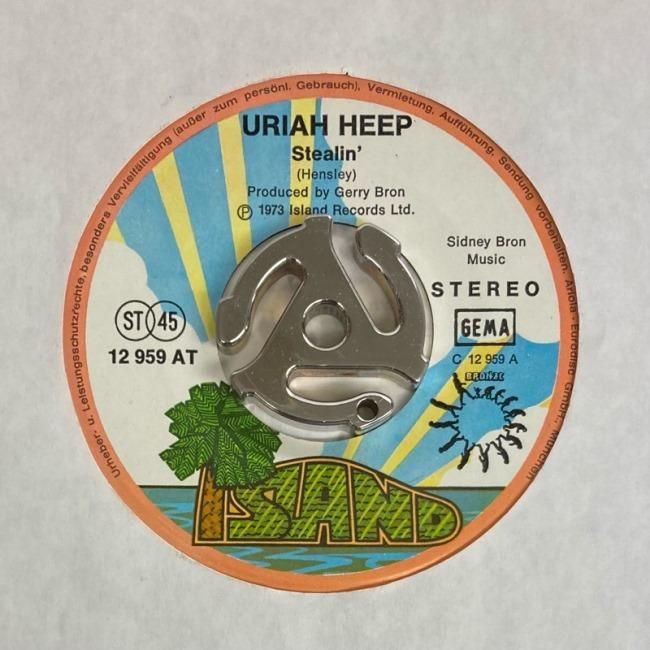 Urheber- u. Leistungsschutzrechte, besonders Vervielfältigung (außer zum persönl. Gebrauch), Vermietung, Aufführung, Sendung vorbehalten. Ariola-Eurodisc GmbH., München
URIAH HEEP
Stealin'
(Hensley)
Produced by Gerry Bron
Ⓟ 1973 Island Records Ltd.
Sidney Bron
Music
STEREO
GEMA
C 12 959 A
BRONZE
ST 45
12 959 AT
ISLAND